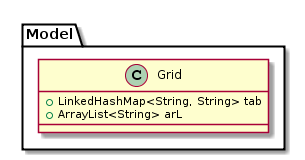 Model
C Grid
LinkedHashMap<String, String> tab
ArrayList<String> arL